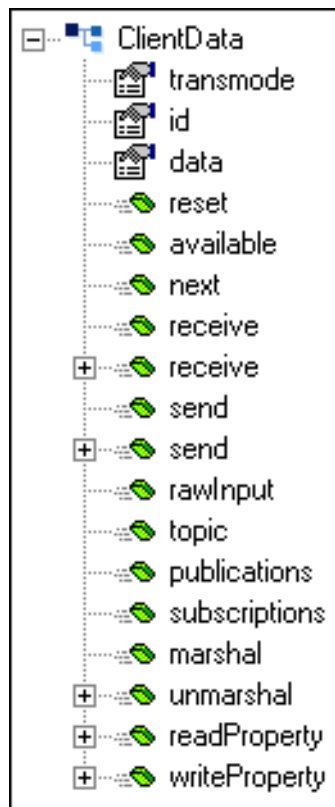 ClientData
transmode
id
data
reset
available
next
receive
receive
send
send
rawInput
topic
publications
subscriptions
marshal
unmarshal
readProperty
writeProperty